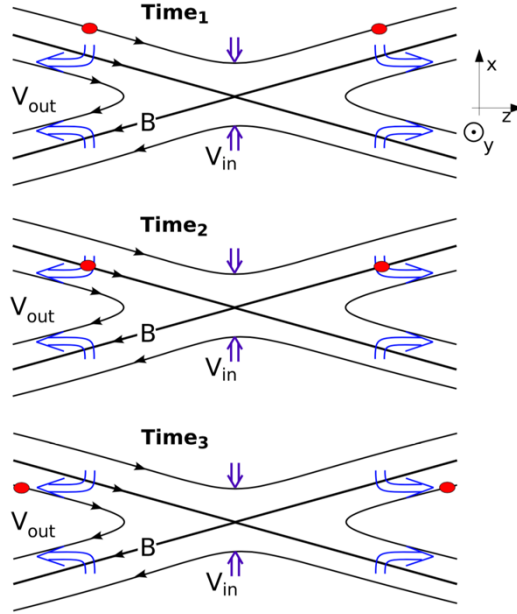 Time₁
x
V_out
z
B
y
V_in
Time₂
V_out
B
V_in
Time₃
V_out
B
V_in